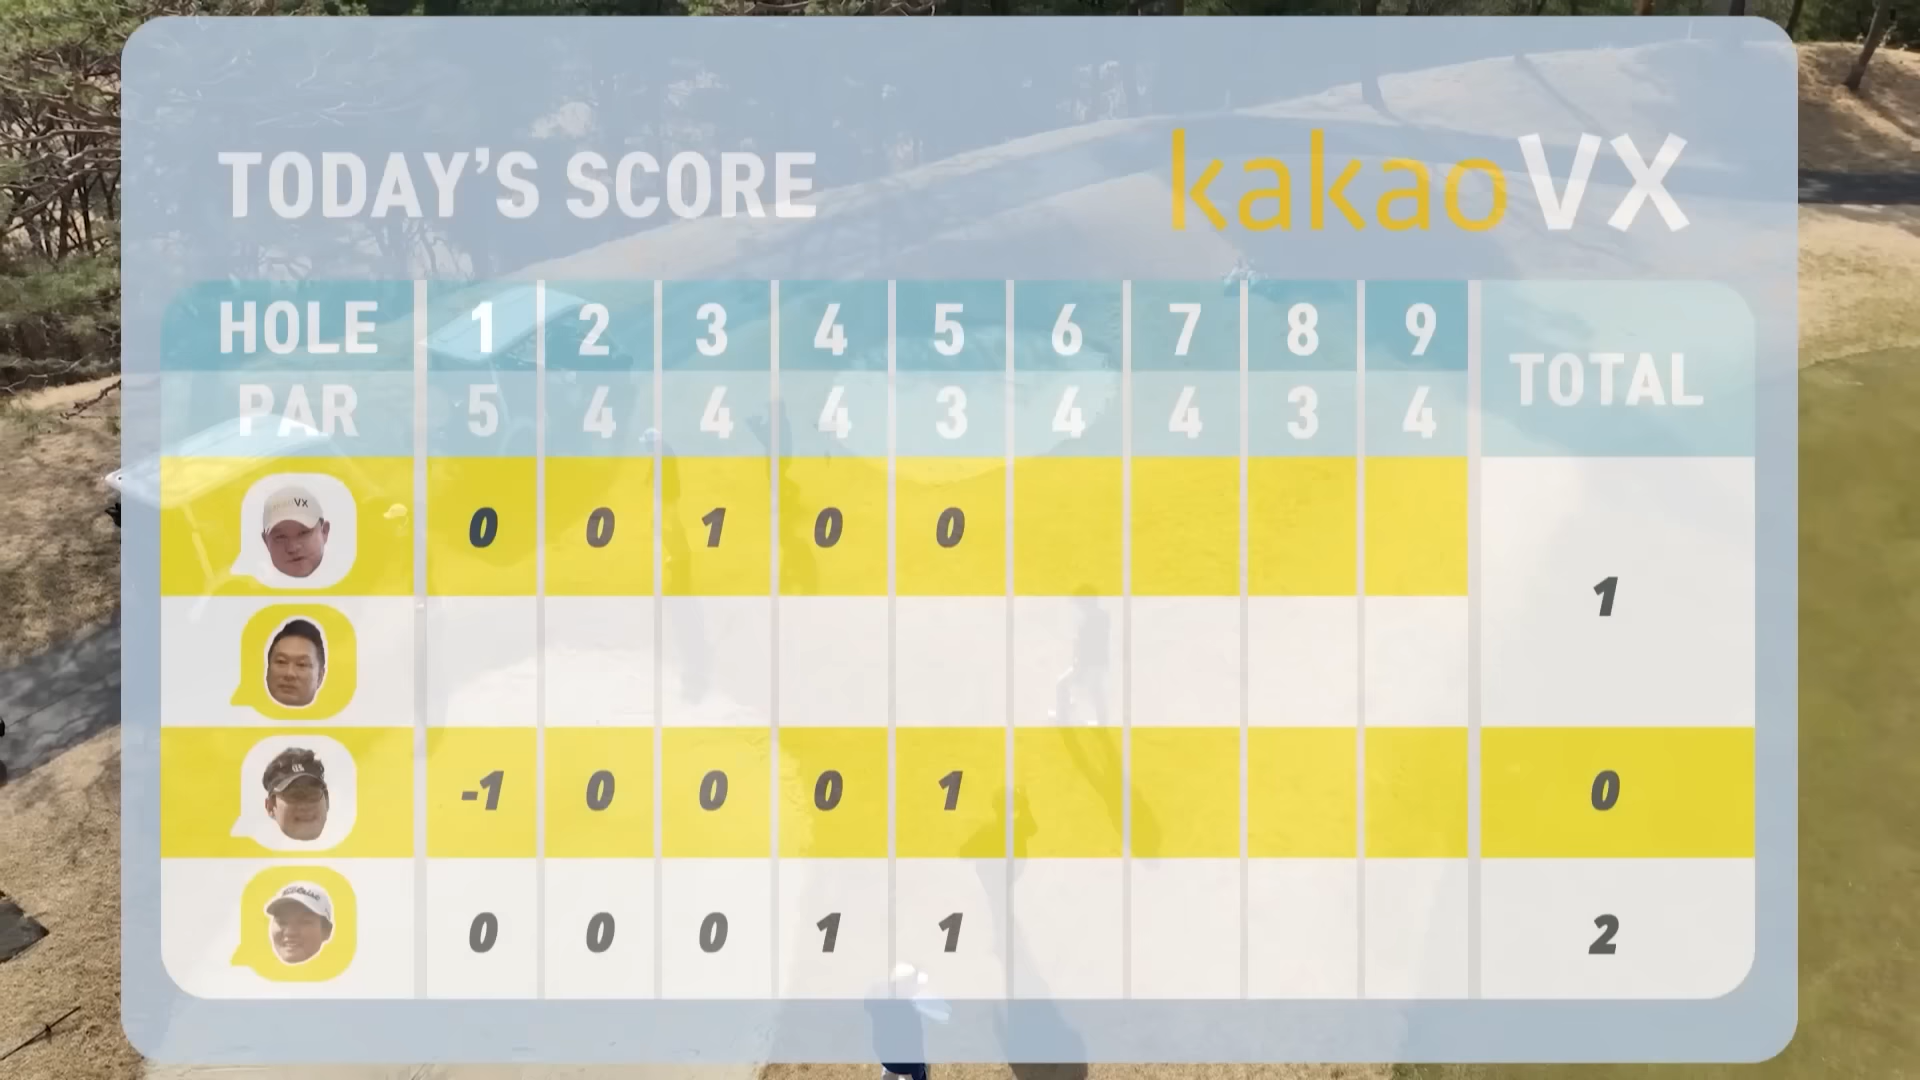 TODAY'S SCORE
kakao VX
HOLE 1 2 3 4 5 6 7 8 9 TOTAL
PAR 5 4 4 4 3 4 4 3 4
0 0 1 0 0 1
-1 0 0 0 1 0
0 0 0 1 1 2